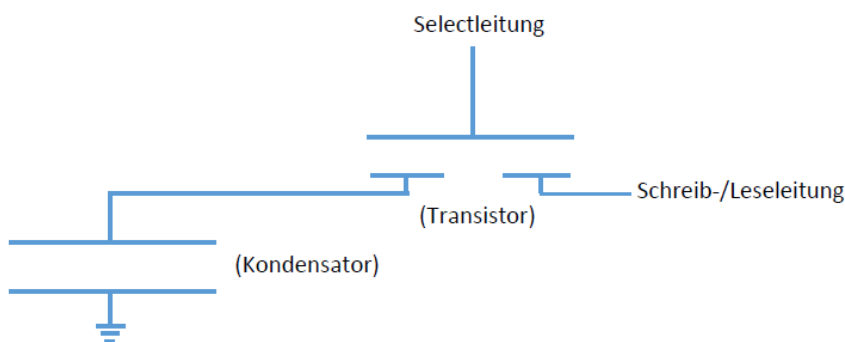 Selectleitung
Schreib-/Leseleitung
(Transistor)
(Kondensator)